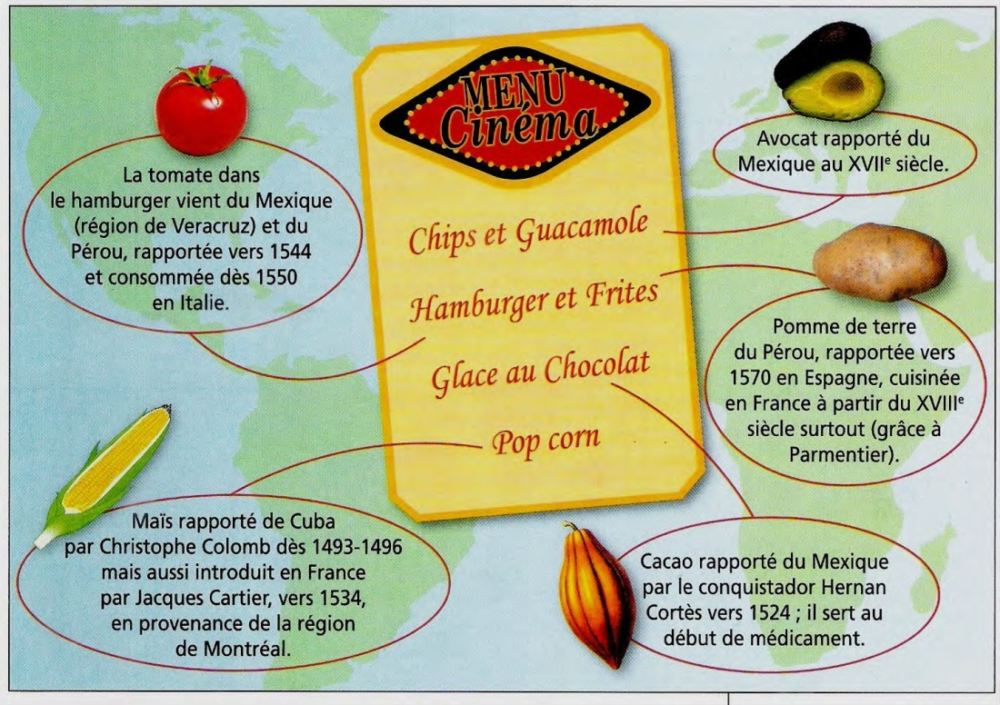 MENU
Cinéma
Chips et Guacamole
Hamburger et Frites
Glace au Chocolat
Pop corn
La tomate dans
le hamburger vient du Mexique
(région de Veracruz) et du
Pérou, rapportée vers 1544
et consommée dès 1550
en Italie.
Avocat rapporté du
Mexique au XVIIe siècle.
Pomme de terre
du Pérou, rapportée vers
1570 en Espagne, cuisinée
en France à partir du XVIIIe
siècle surtout (grâce à
Parmentier).
Maïs rapporté de Cuba
par Christophe Colomb dès 1493-1496
mais aussi introduit en France
par Jacques Cartier, vers 1534,
en provenance de la région
de Montréal.
Cacao rapporté du Mexique
par le conquistador Hernan
Cortès vers 1524 ; il sert au
début de médicament.